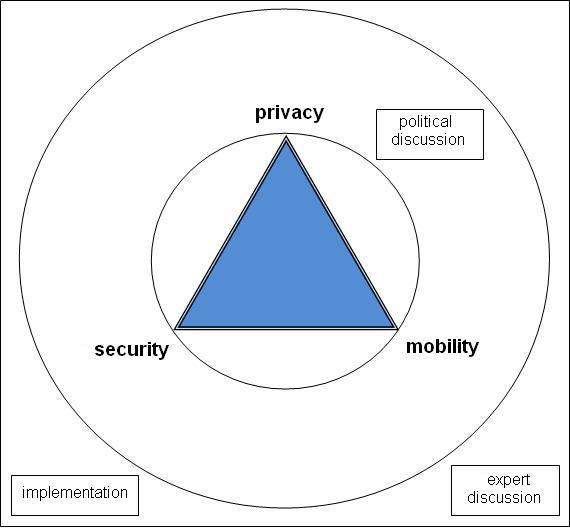 privacy
political
discussion
security
mobility
implementation
expert
discussion